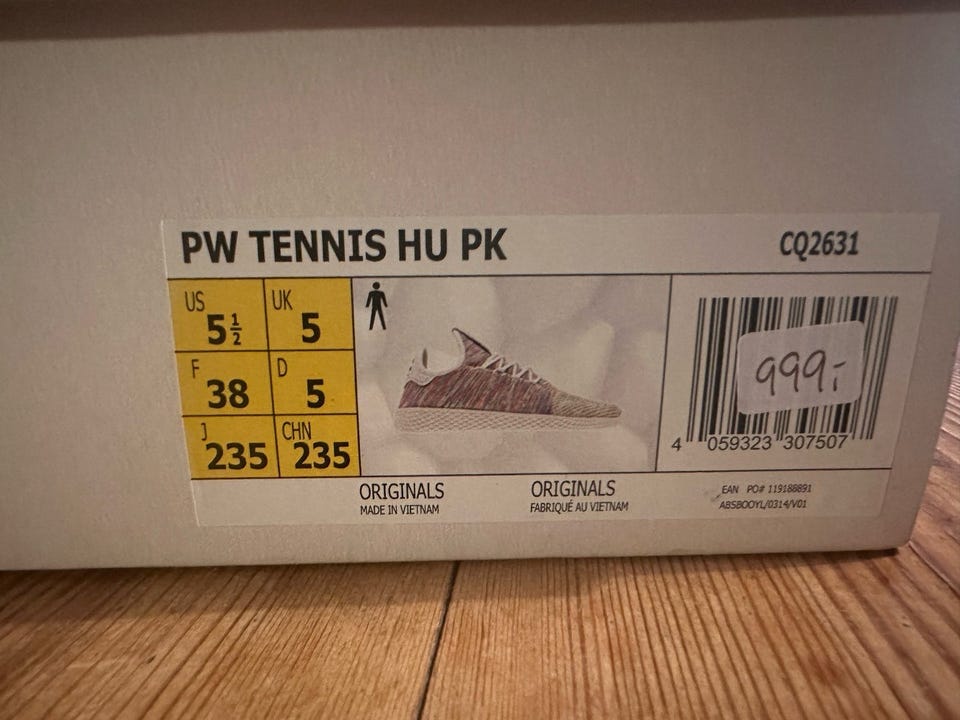 PW TENNIS HU PK CQ2631
US 5½ UK 5
F 38 D 5
J 235 CHN 235
999,-
4 059323 307507
ORIGINALS
MADE IN VIETNAM
ORIGINALS
FABRIQUÉ AU VIETNAM
EAN PO# 119188891
ABSBOOYL/0314/V01